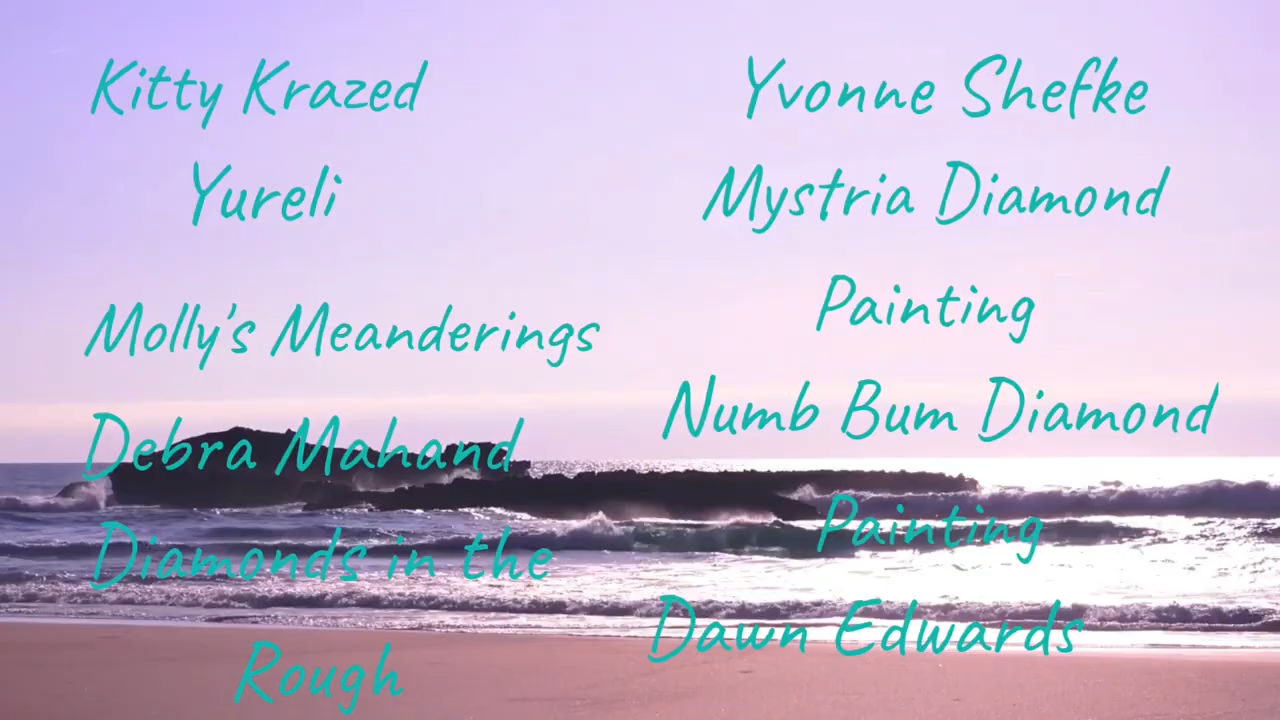 Kitty Krazed
Yureli
Molly's Meanderings
Debra Mahand
Diamonds in the
Rough
Yvonne Shefke
Mystria Diamond
Painting
Numb Bum Diamond
Painting
Dawn Edwards